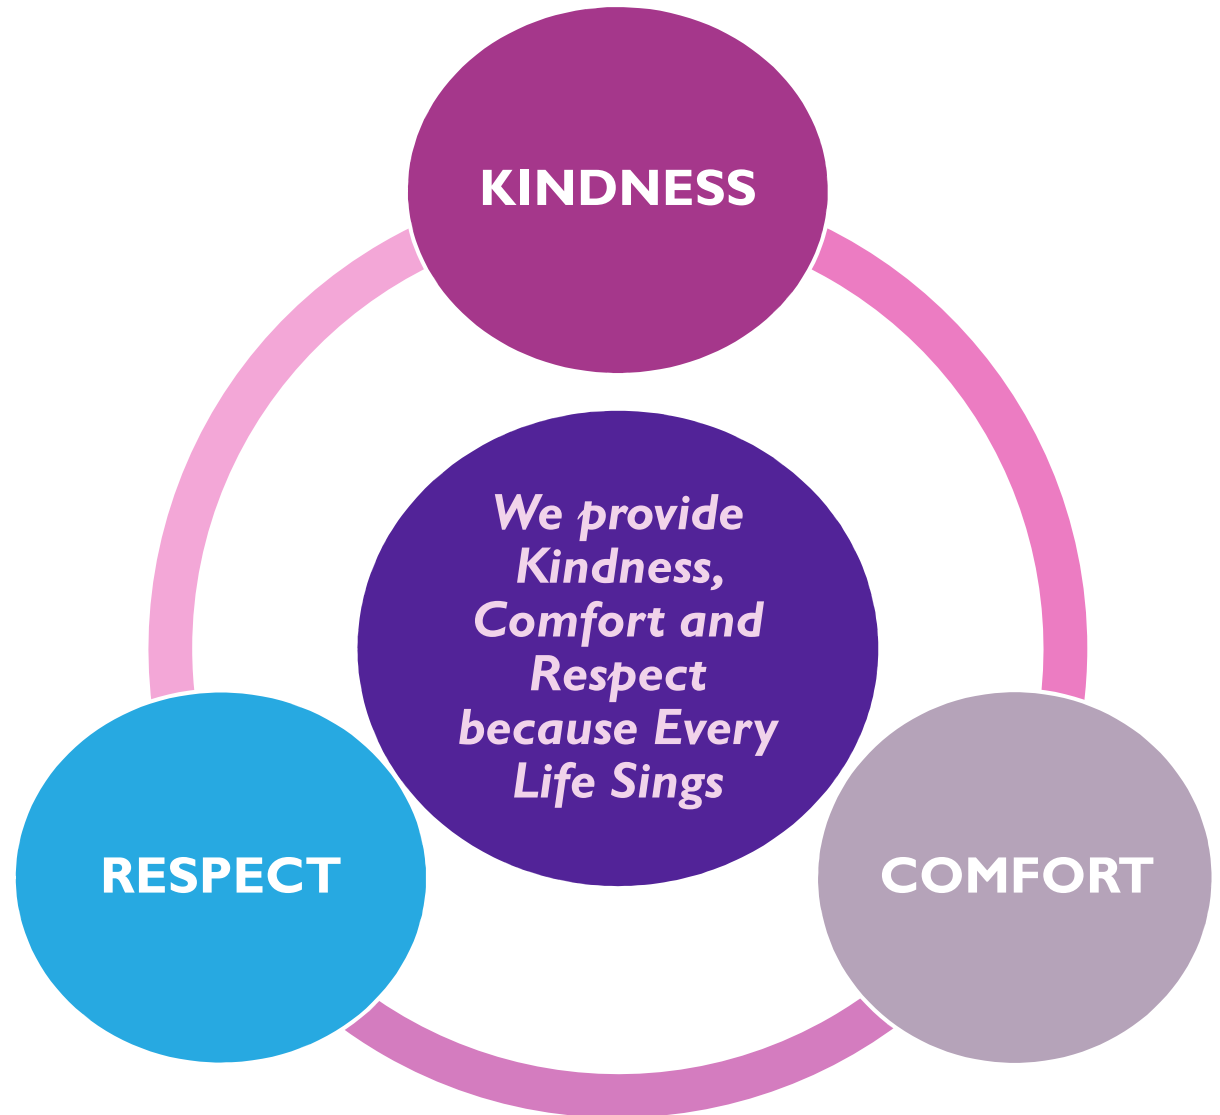 KINDNESS
We provide
Kindness,
Comfort and
Respect
because Every
Life Sings
RESPECT
COMFORT